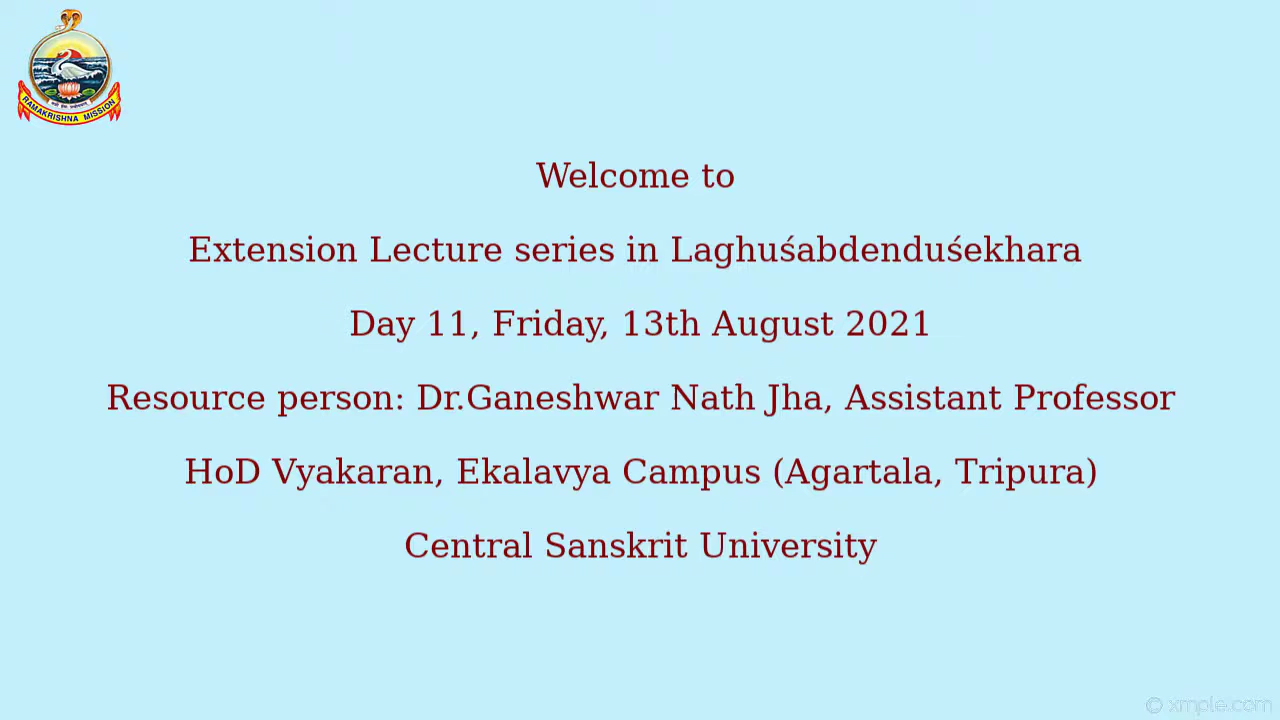 RAMAKRISHNA MISSION
Welcome to
Extension Lecture series in Laghuśabdenduśekhara
Day 11, Friday, 13th August 2021
Resource person: Dr.Ganeshwar Nath Jha, Assistant Professor
HoD Vyakaran, Ekalavya Campus (Agartala, Tripura)
Central Sanskrit University
© xmple.com